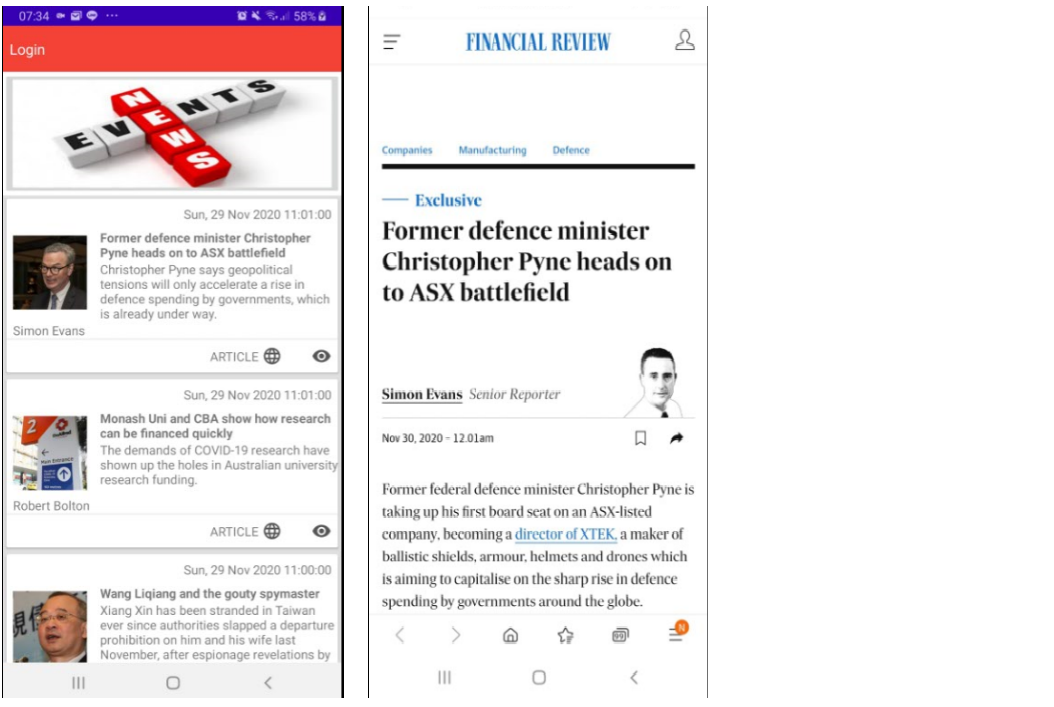 07:34
58%
Login
EVENTS
NEWS
Sun, 29 Nov 2020 11:01:00
Former defence minister Christopher
Pyne heads on to ASX battlefield
Christopher Pyne says geopolitical
tensions will only accelerate a rise in
defence spending by governments, which
is already under way.
Simon Evans
ARTICLE
Sun, 29 Nov 2020 11:01:00
2
Monash Uni and CBA show how research
can be financed quickly
The demands of COVID-19 research have
shown up the holes in Australian university
research funding.
Main Entrance
Robert Bolton
ARTICLE
Sun, 29 Nov 2020 11:00:00
Wang Liqiang and the gouty spymaster
Xiang Xin has been stranded in Taiwan
ever since authorities slapped a departure
prohibition on him and his wife last
November, after espionage revelations by
FINANCIAL REVIEW
Companies Manufacturing Defence
Exclusive
Former defence minister
Christopher Pyne heads on
to ASX battlefield
Simon Evans Senior Reporter
Nov 30, 2020 – 12.01am
Former federal defence minister Christopher Pyne is
taking up his first board seat on an ASX-listed
company, becoming a director of XTEK, a maker of
ballistic shields, armour, helmets and drones which
is aiming to capitalise on the sharp rise in defence
spending by governments around the globe.
99
N